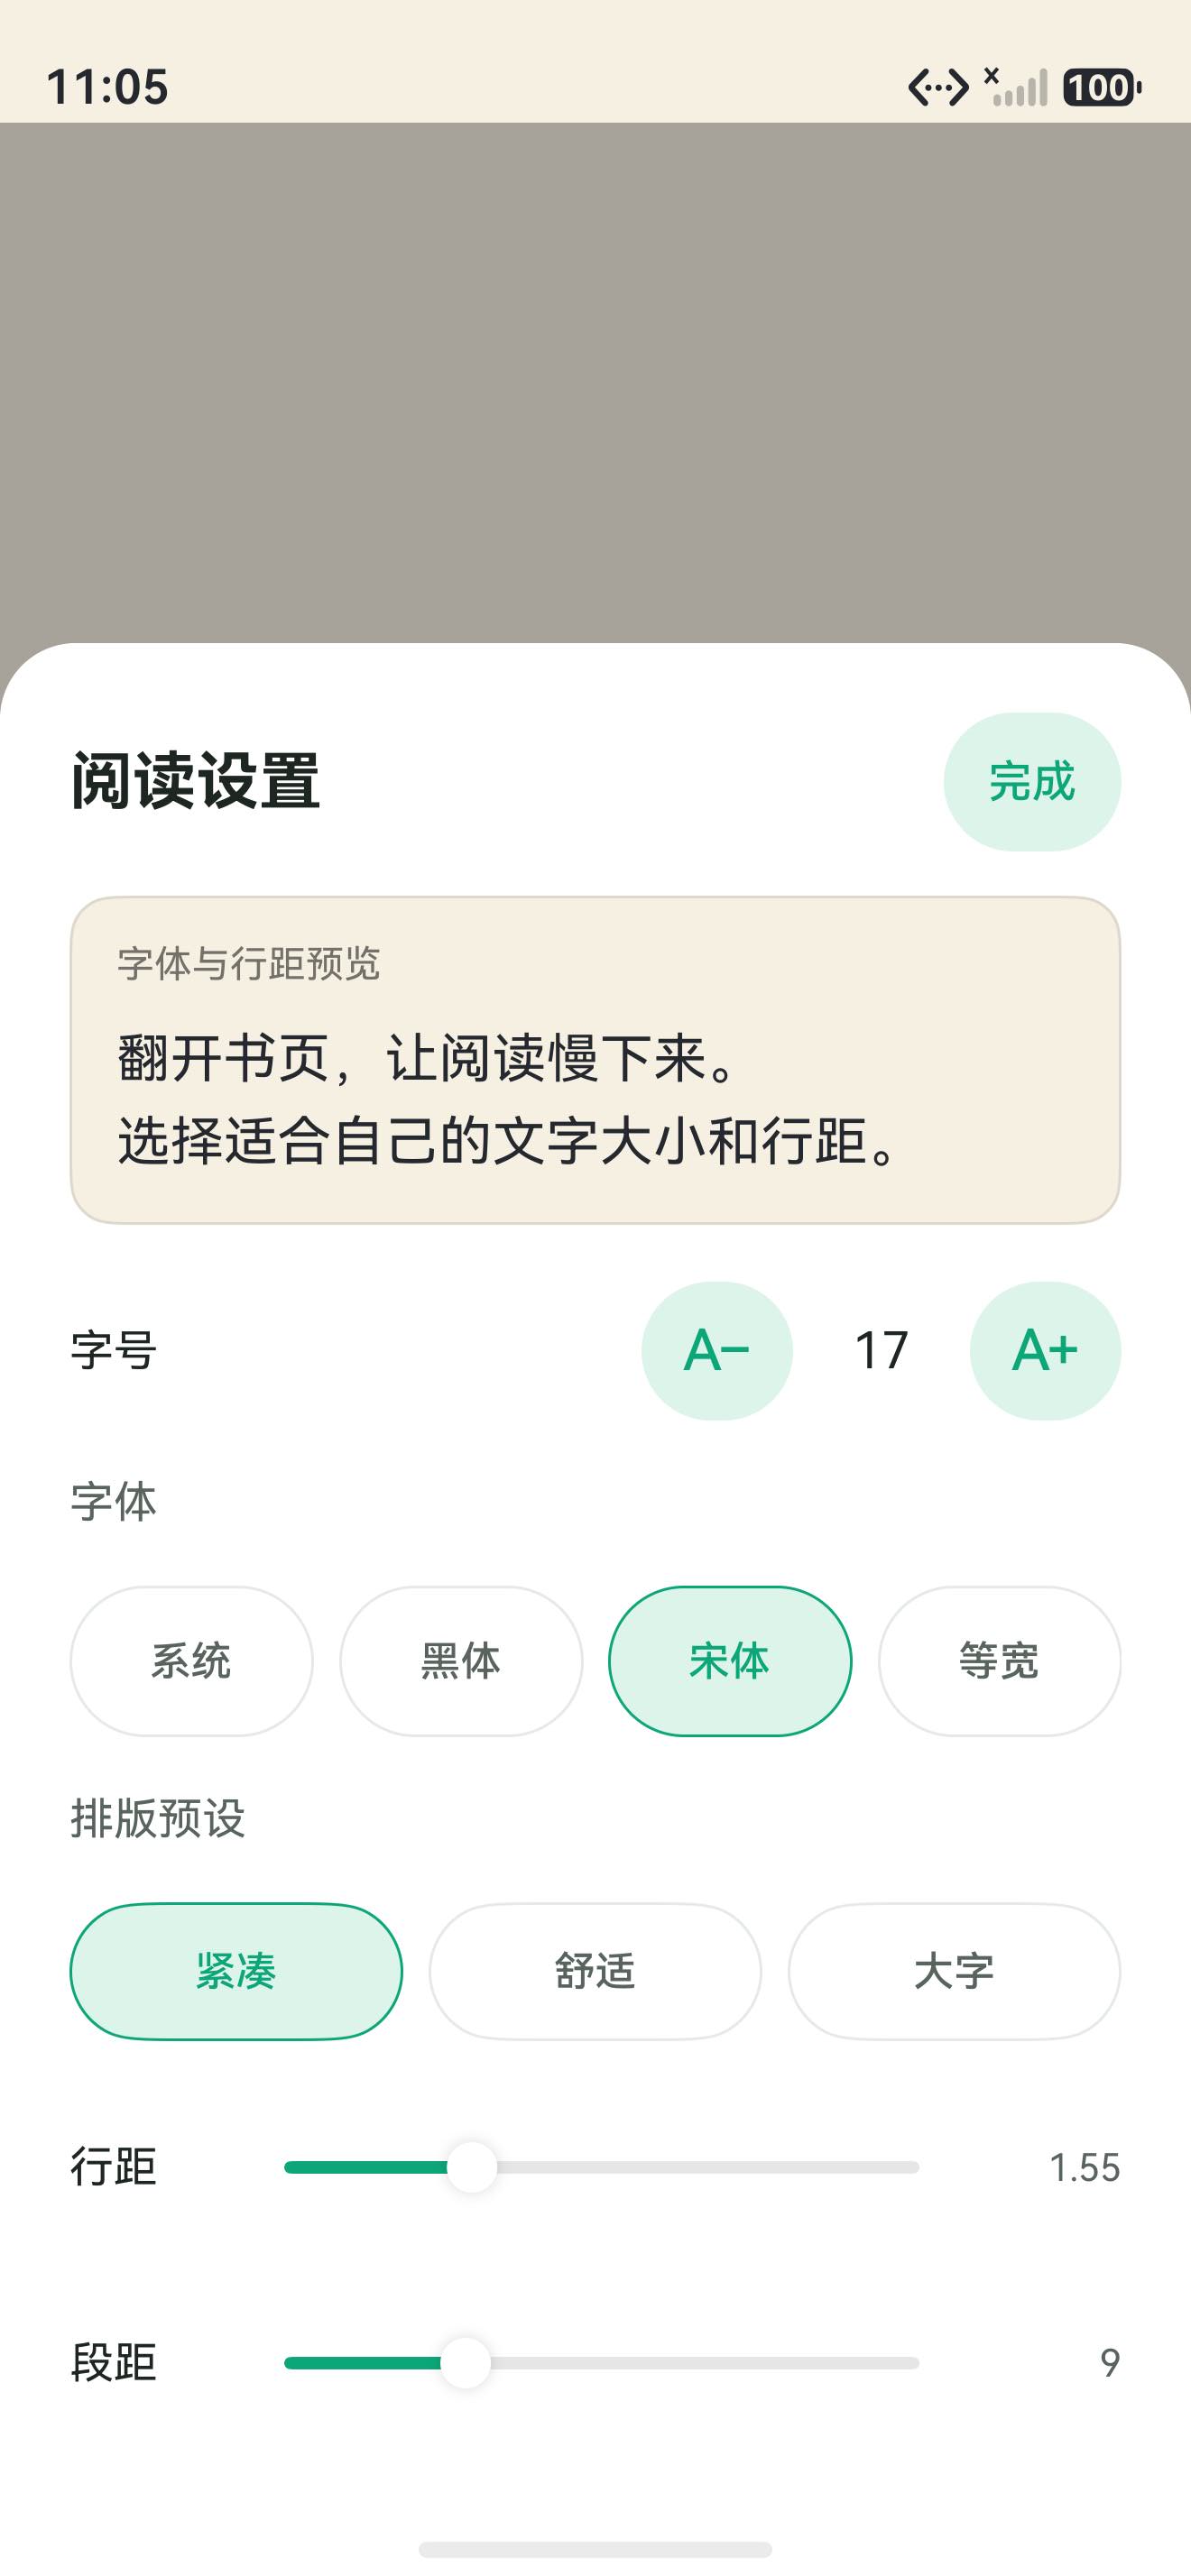 11:05
100
阅读设置
完成
字体与行距预览
翻开书页，让阅读慢下来。
选择适合自己的文字大小和行距。
字号
A−
17
A+
字体
系统
黑体
宋体
等宽
排版预设
紧凑
舒适
大字
行距
1.55
段距
9